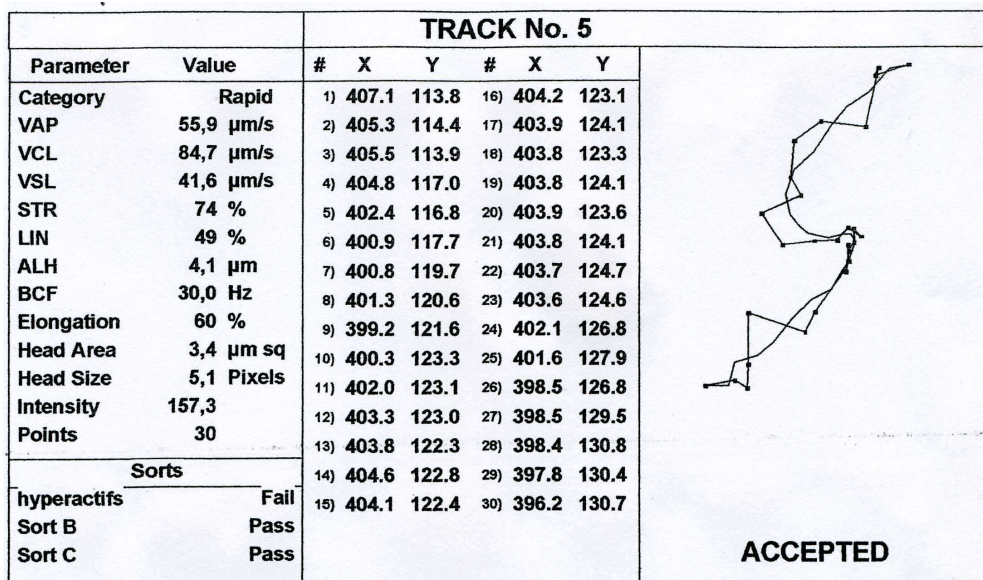 TRACK No. 5
Parameter Value # X Y # X Y
Category Rapid 1) 407.1 113.8 16) 404.2 123.1
VAP 55,9 µm/s 2) 405.3 114.4 17) 403.9 124.1
VCL 84,7 µm/s 3) 405.5 113.9 18) 403.8 123.3
VSL 41,6 µm/s 4) 404.8 117.0 19) 403.8 124.1
STR 74 % 5) 402.4 116.8 20) 403.9 123.6
LIN 49 % 6) 400.9 117.7 21) 403.8 124.1
ALH 4,1 µm 7) 400.8 119.7 22) 403.7 124.7
BCF 30,0 Hz 8) 401.3 120.6 23) 403.6 124.6
Elongation 60 % 9) 399.2 121.6 24) 402.1 126.8
Head Area 3,4 µm sq 10) 400.3 123.3 25) 401.6 127.9
Head Size 5,1 Pixels 11) 402.0 123.1 26) 398.5 126.8
Intensity 157,3 12) 403.3 123.0 27) 398.5 129.5
Points 30 13) 403.8 122.3 28) 398.4 130.8
Sorts 14) 404.6 122.8 29) 397.8 130.4
hyperactifs Fail 15) 404.1 122.4 30) 396.2 130.7
Sort B Pass
Sort C Pass ACCEPTED